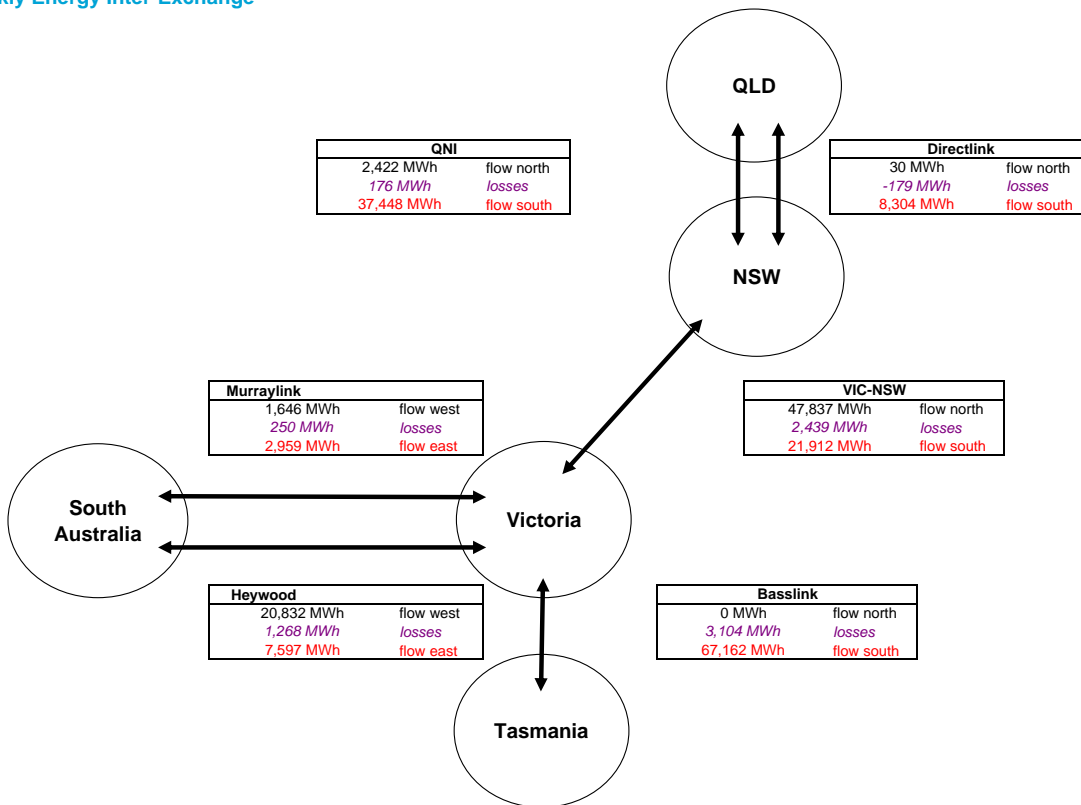 Energy Inter-Exchange
QLD
QNI
2,422 MWh flow north
176 MWh losses
37,448 MWh flow south
Directlink
30 MWh flow north
-179 MWh losses
8,304 MWh flow south
NSW
Murraylink
1,646 MWh flow west
250 MWh losses
2,959 MWh flow east
VIC-NSW
47,837 MWh flow north
2,439 MWh losses
21,912 MWh flow south
South
Australia
Victoria
Heywood
20,832 MWh flow west
1,268 MWh losses
7,597 MWh flow east
Basslink
0 MWh flow north
3,104 MWh losses
67,162 MWh flow south
Tasmania